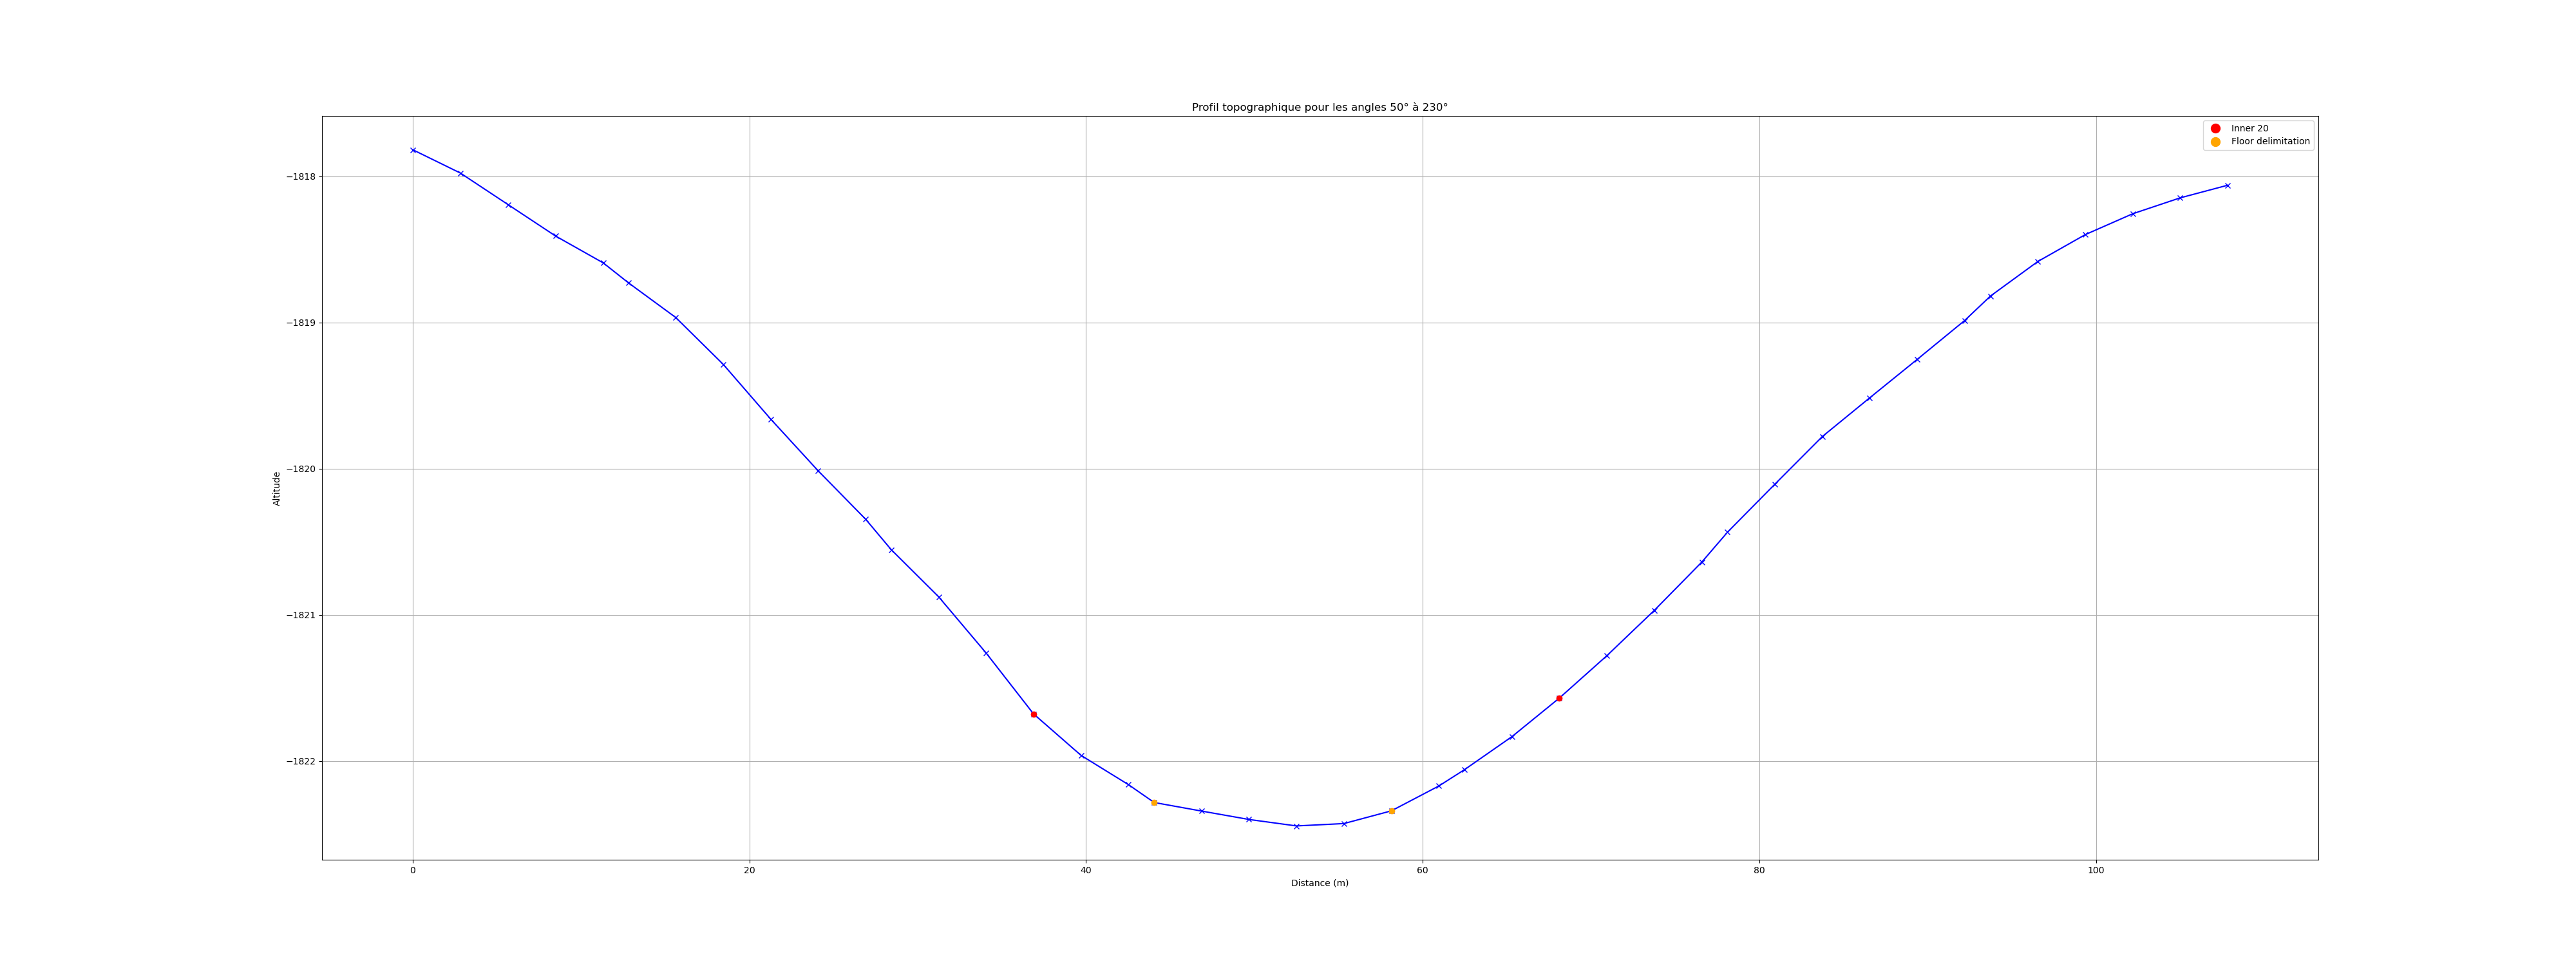 Profil topographique pour les angles 50° à 230°
Inner 20
Floor delimitation
−1818
−1819
−1820
−1821
−1822
Altitude
0 20 40 60 80 100
Distance (m)